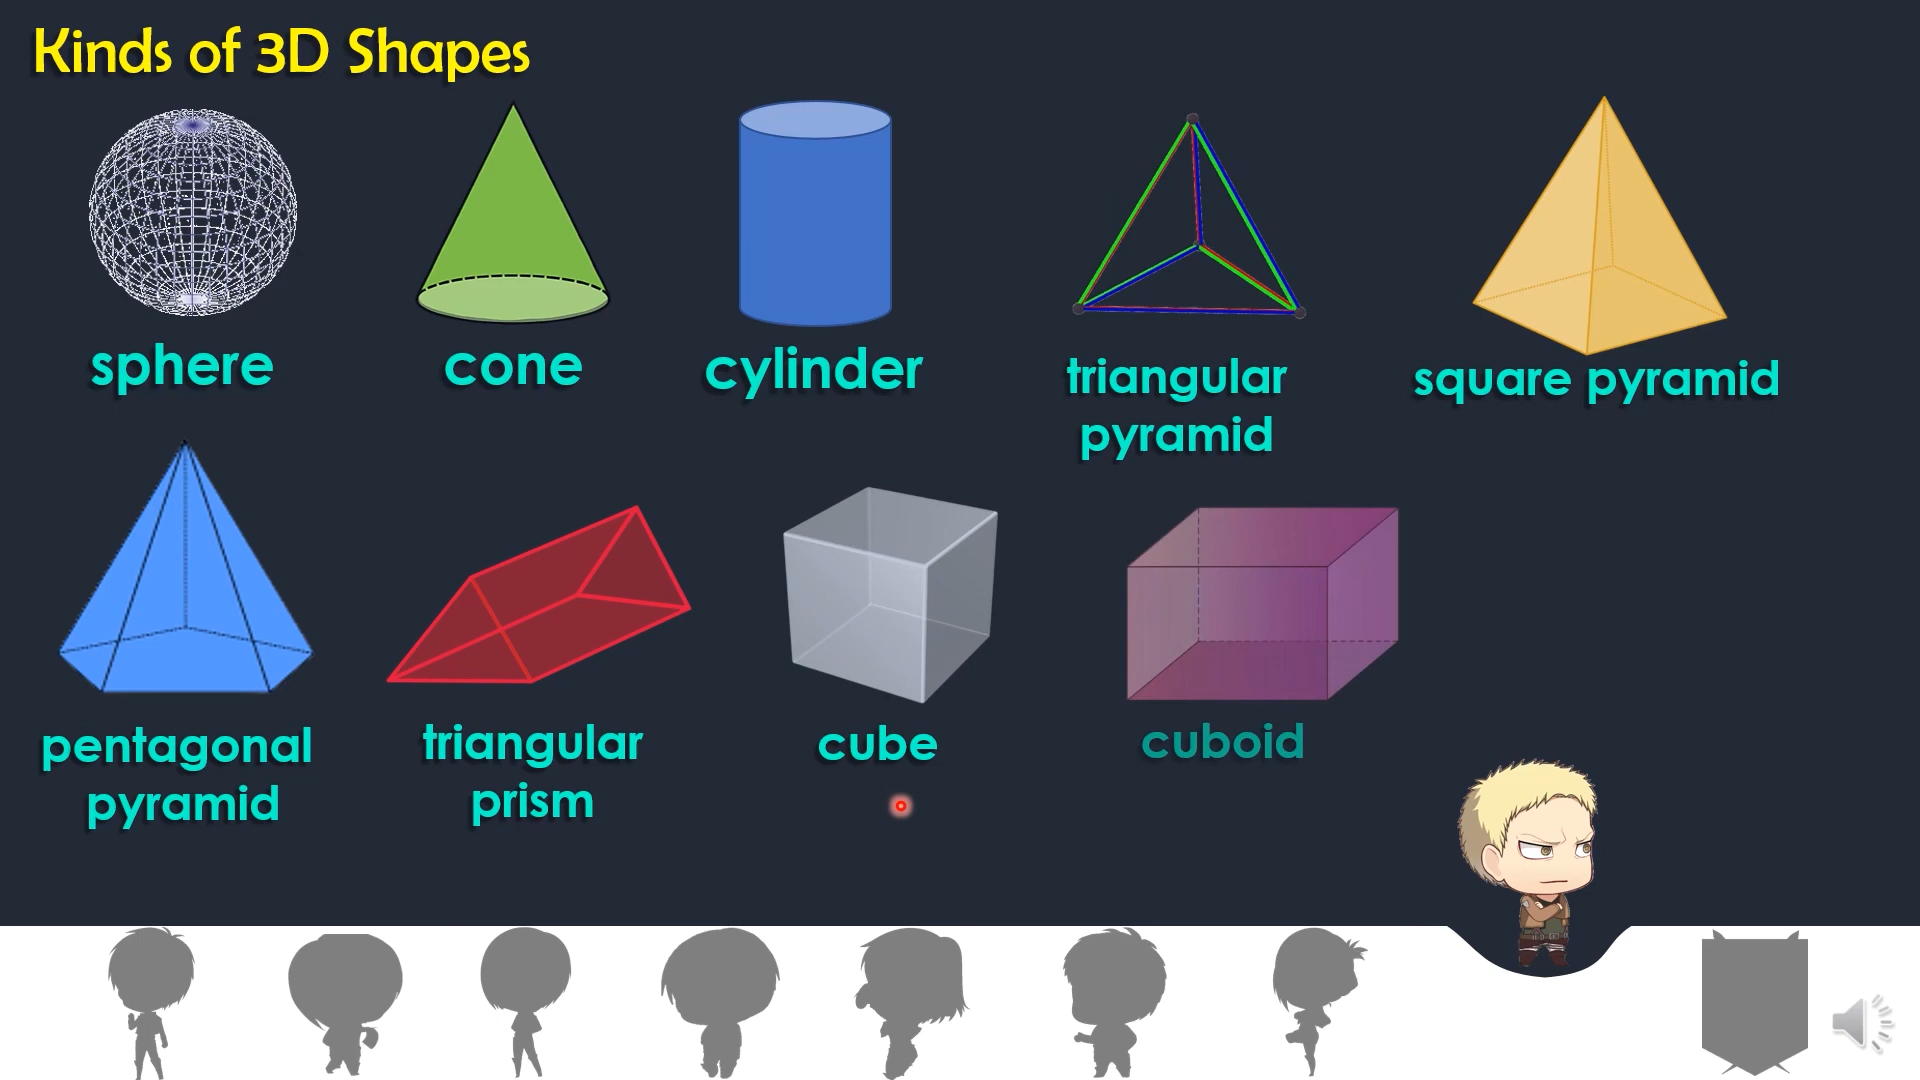 Kinds of 3D Shapes
sphere
cone
cylinder
triangular
pyramid
square pyramid
pentagonal
pyramid
triangular
prism
cube
cuboid